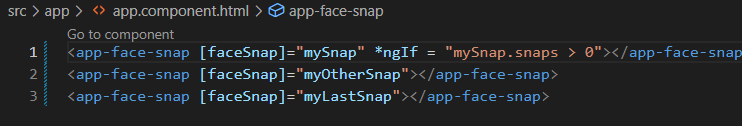 src > app > app.component.html > app-face-snap
Go to component
1 <app-face-snap [faceSnap]="mySnap" *ngIf = "mySnap.snaps > 0"></app-face-snap
2 <app-face-snap [faceSnap]="myOtherSnap"></app-face-snap>
3 <app-face-snap [faceSnap]="myLastSnap"></app-face-snap>